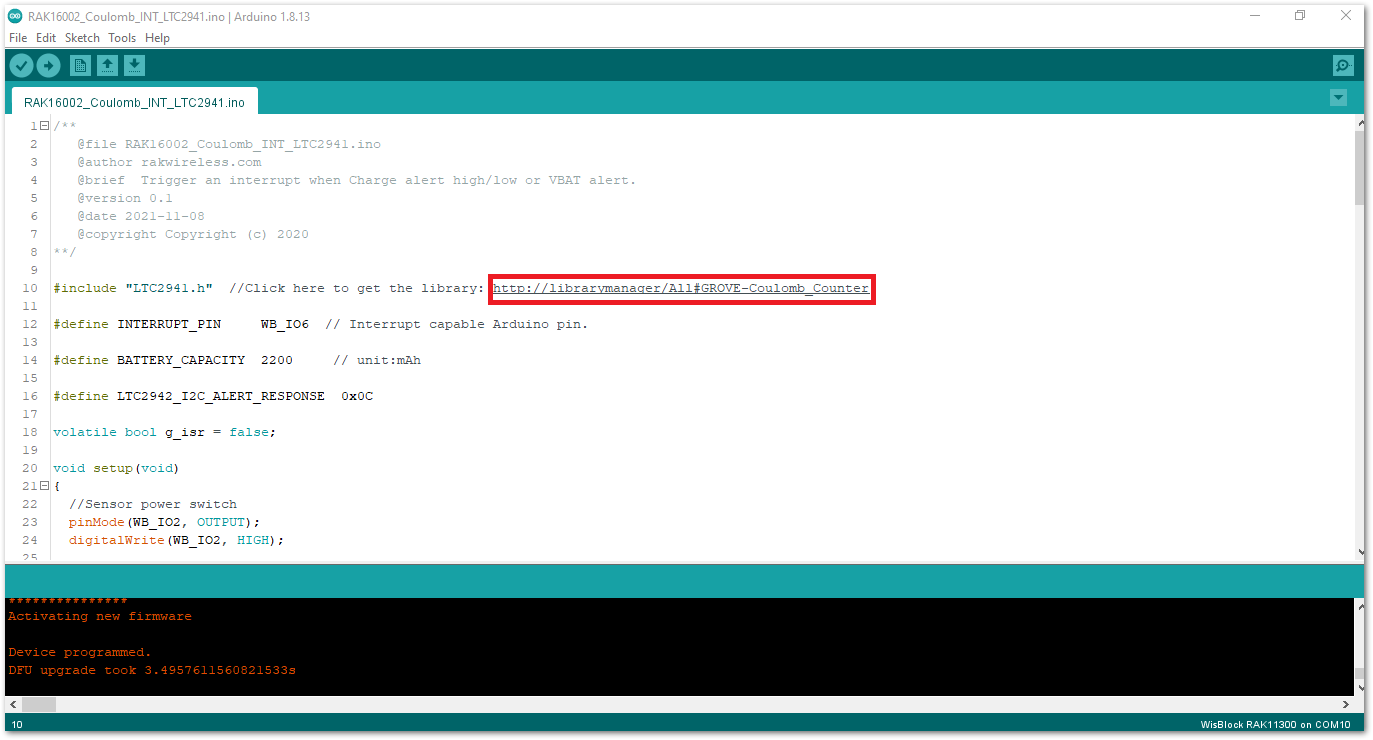 RAK16002_Coulomb_INT_LTC2941.ino | Arduino 1.8.13
File Edit Sketch Tools Help
RAK16002_Coulomb_INT_LTC2941.ino
1 /**
2 @file RAK16002_Coulomb_INT_LTC2941.ino
3 @author rakwireless.com
4 @brief  Trigger an interrupt when Charge alert high/low or VBAT alert.
5 @version 0.1
6 @date 2021-11-08
7 @copyright Copyright (c) 2020
8 **/
9
10 #include "LTC2941.h"  //Click here to get the library: http://librarymanager/All#GROVE-Coulomb_Counter
11
12 #define INTERRUPT_PIN     WB_IO6  // Interrupt capable Arduino pin.
13
14 #define BATTERY_CAPACITY  2200     // unit:mAh
15
16 #define LTC2942_I2C_ALERT_RESPONSE  0x0C
17
18 volatile bool g_isr = false;
19
20 void setup(void)
21 {
22 //Sensor power switch
23 pinMode(WB_IO2, OUTPUT);
24 digitalWrite(WB_IO2, HIGH);
25
***************
Activating new firmware
Device programmed.
DFU upgrade took 3.4957611560821533s
10 WisBlock RAK11300 on COM10